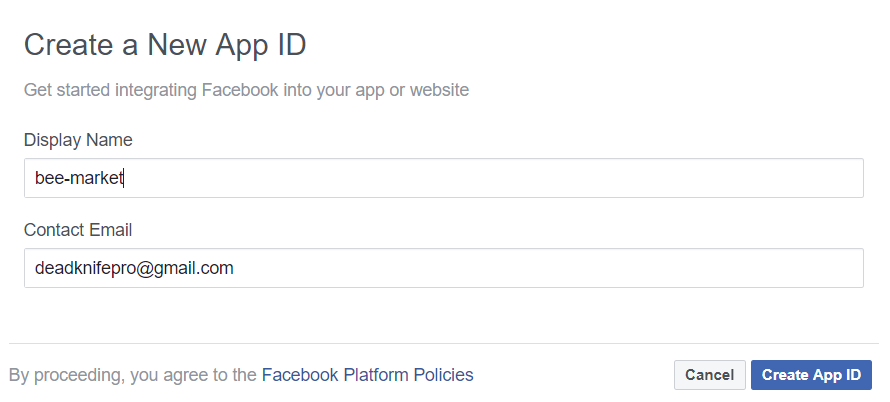 Create a New App ID
Get started integrating Facebook into your app or website
Display Name
bee-market
Contact Email
deadknifepro@gmail.com
By proceeding, you agree to the Facebook Platform Policies
Cancel
Create App ID